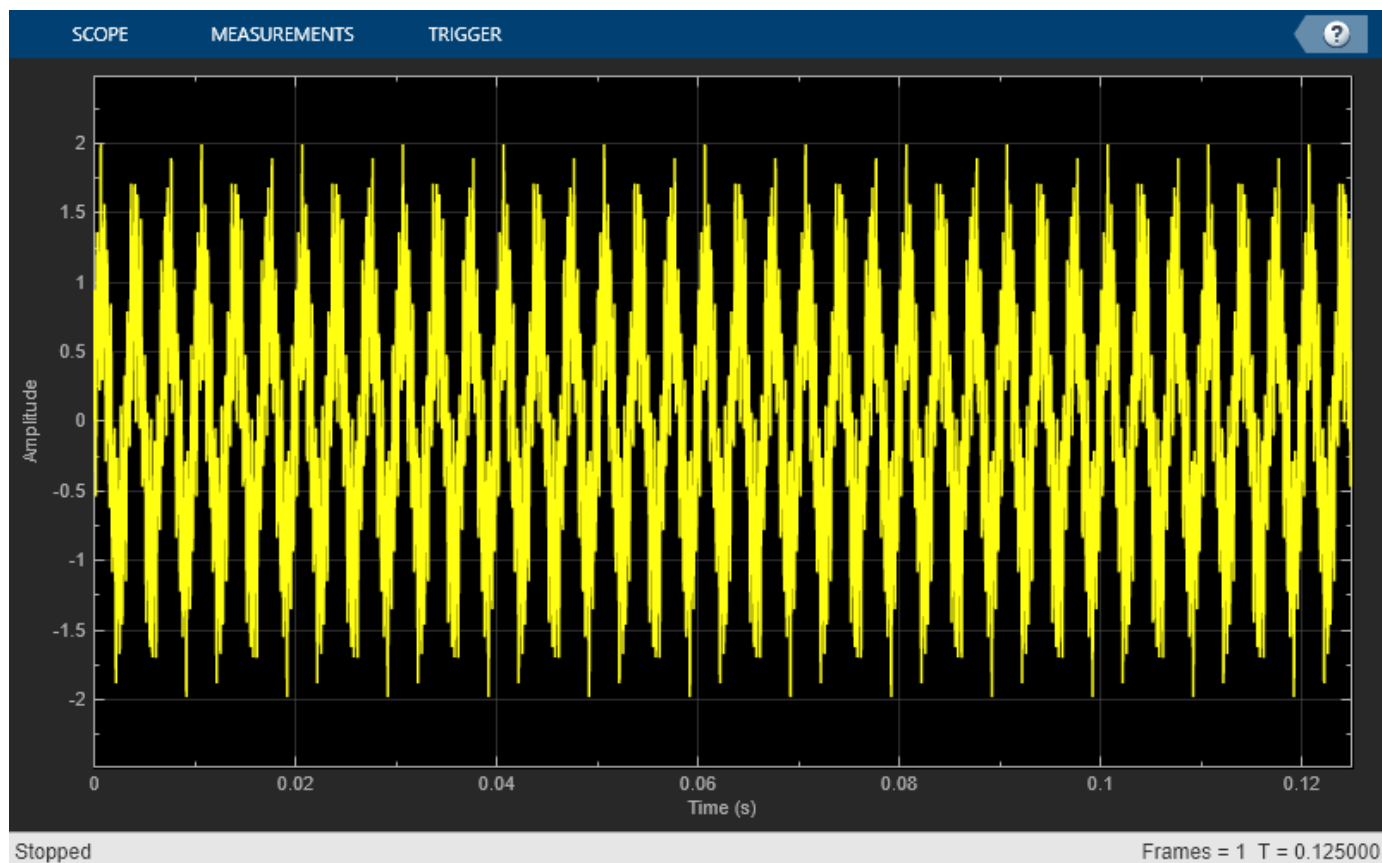 SCOPE MEASUREMENTS TRIGGER ?
2
1.5
1
0.5
0
-0.5
-1
-1.5
-2
Amplitude
0 0.02 0.04 0.06 0.08 0.1 0.12
Time (s)
Stopped Frames = 1 T = 0.125000